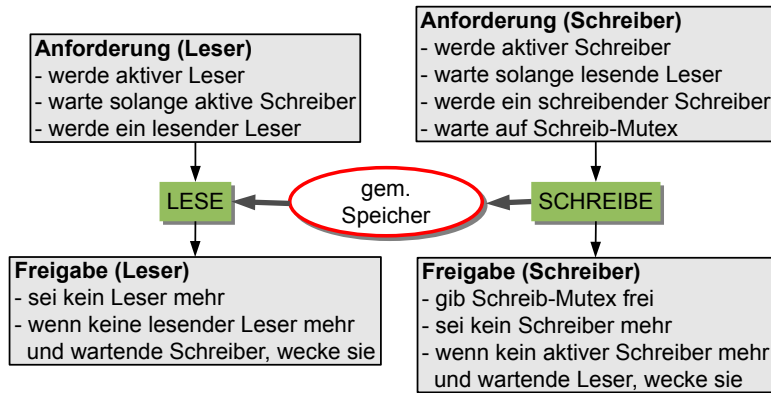 Anforderung (Leser)
- werde aktiver Leser
- warte solange aktive Schreiber
- werde ein lesender Leser
Anforderung (Schreiber)
- werde aktiver Schreiber
- warte solange lesende Leser
- werde ein schreibender Schreiber
- warte auf Schreib-Mutex
LESE
gem.
Speicher
SCHREIBE
Freigabe (Leser)
- sei kein Leser mehr
- wenn keine lesender Leser mehr
und wartende Schreiber, wecke sie
Freigabe (Schreiber)
- gib Schreib-Mutex frei
- sei kein Schreiber mehr
- wenn kein aktiver Schreiber mehr
und wartende Leser, wecke sie